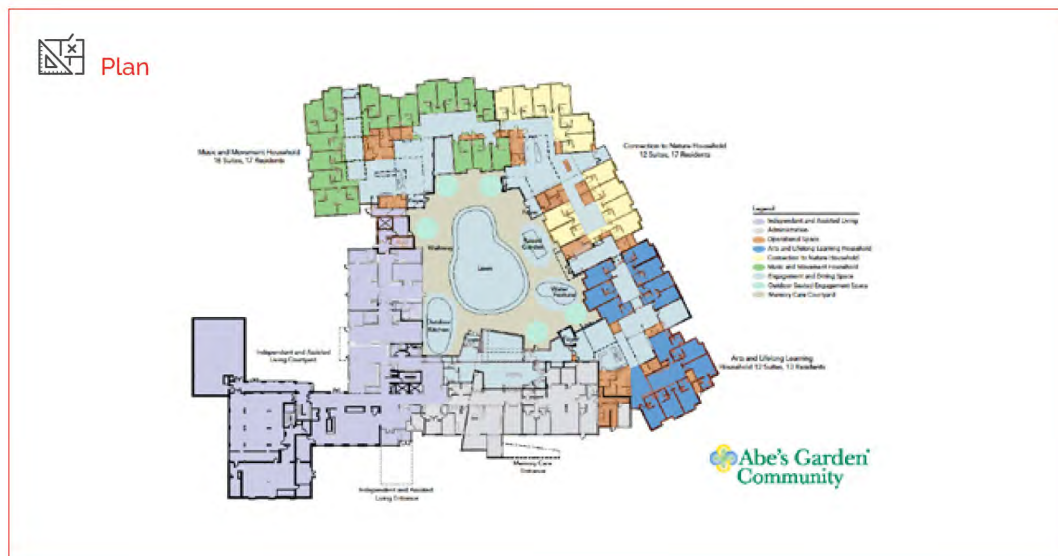 Plan
Music and Movement Household
Suites, 17 Residents
Connection to Nature Household
12 Suites, 17 Residents
Legend
Independent and Assisted Living
Administration
Operational Space
Arts and Lifelong Learning Household
Connection to Nature Household
Music and Movement Household
Engagement and Dining Space
Outdoor Seated Engagement Space
Memory Care Courtyard
Walkway
Lawn
Raised
Garden
Water
Feature
Outdoor
Kitchen
Independent and Assisted
Living Courtyard
Arts and Lifelong Learning
Household 12 Suites, 13 Residents
Memory Care
Entrance
Independent and Assisted
Living Entrance
Abe's Garden
Community